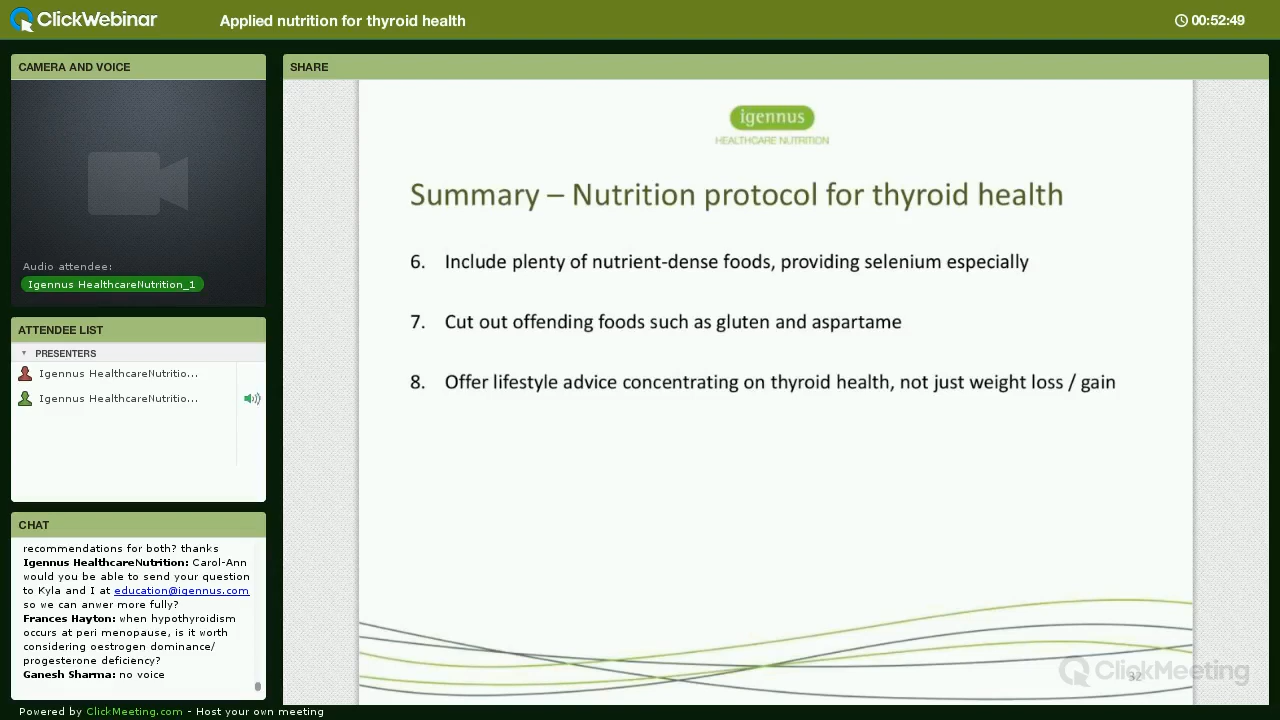 ClickWebinar
Applied nutrition for thyroid health
00:52:49
CAMERA AND VOICE
Audio attendee:
Igennus HealthcareNutrition_1
ATTENDEE LIST
PRESENTERS
Igennus HealthcareNutritio...
Igennus HealthcareNutritio...
CHAT
recommendations for both? thanks
Igennus HealthcareNutrition: Carol-Ann
would you be able to send your question
to Kyla and I at education@igennus.com
so we can anwer more fully?
Frances Hayton: when hypothyroidism
occurs at peri menopause, is it worth
considering oestrogen dominance/
progesterone deficiency?
Ganesh Sharma: no voice
SHARE
igennus
HEALTHCARE NUTRITION
Summary – Nutrition protocol for thyroid health
6. Include plenty of nutrient-dense foods, providing selenium especially
7. Cut out offending foods such as gluten and aspartame
8. Offer lifestyle advice concentrating on thyroid health, not just weight loss / gain
ClickMeeting
32
Powered by ClickMeeting.com - Host your own meeting